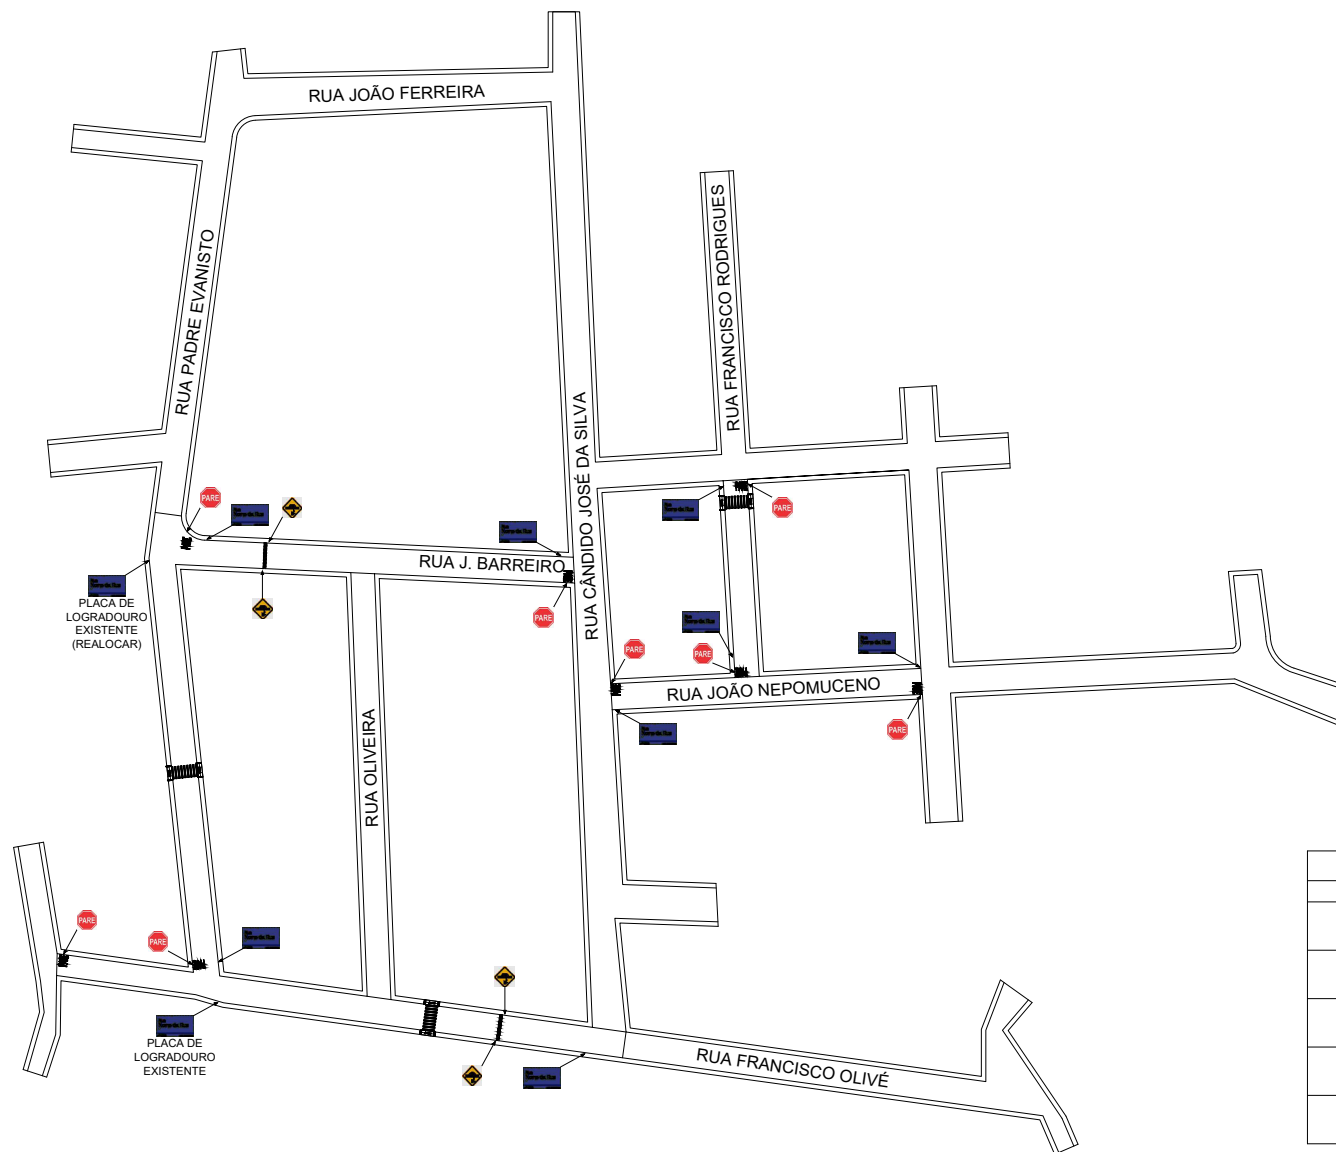 RUA JOÃO FERREIRA
RUA FRANCISCO RODRIGUES
RUA PADRE EVANISTO
RUA CÂNDIDO JOSÉ DA SILVA
PARE
PARE
RUA J. BARREIRO
PLACA DE
LOGRADOURO
EXISTENTE
(REALOCAR)
PARE
PARE
PARE
RUA JOÃO NEPOMUCENO
PARE
RUA OLIVEIRA
PARE
PARE
PLACA DE
LOGRADOURO
EXISTENTE
RUA FRANCISCO OLIVÉ